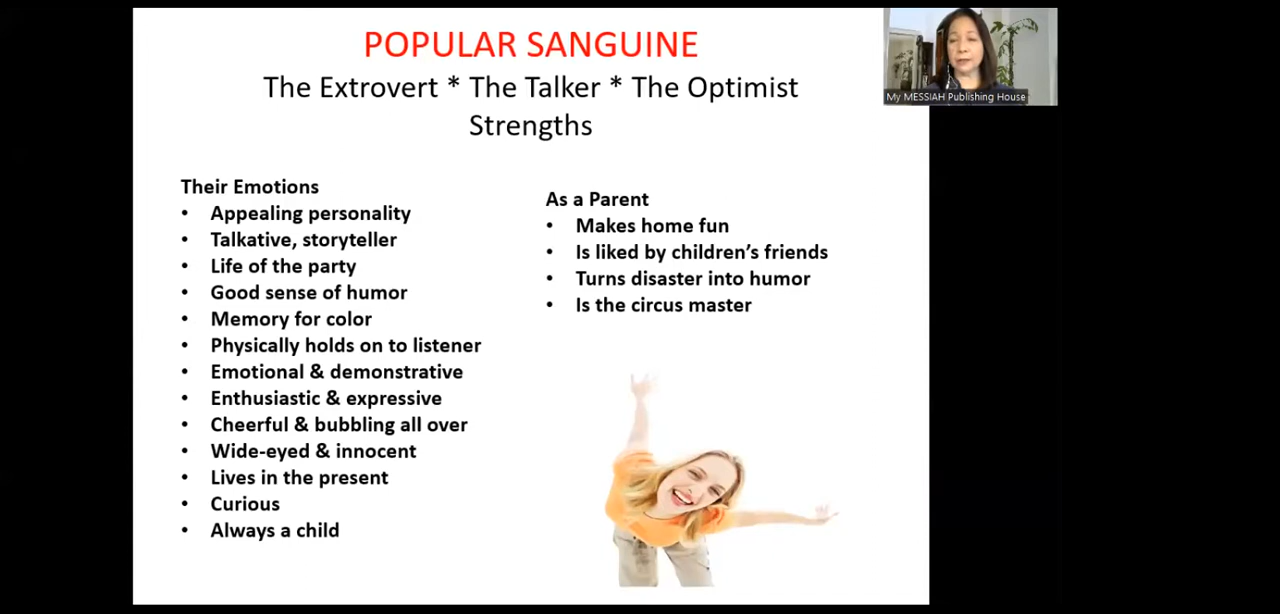 POPULAR SANGUINE
The Extrovert * The Talker * The Optimist
Strengths
My MESSIAH Publishing House
Their Emotions
• Appealing personality
• Talkative, storyteller
• Life of the party
• Good sense of humor
• Memory for color
• Physically holds on to listener
• Emotional & demonstrative
• Enthusiastic & expressive
• Cheerful & bubbling all over
• Wide-eyed & innocent
• Lives in the present
• Curious
• Always a child
As a Parent
• Makes home fun
• Is liked by children’s friends
• Turns disaster into humor
• Is the circus master